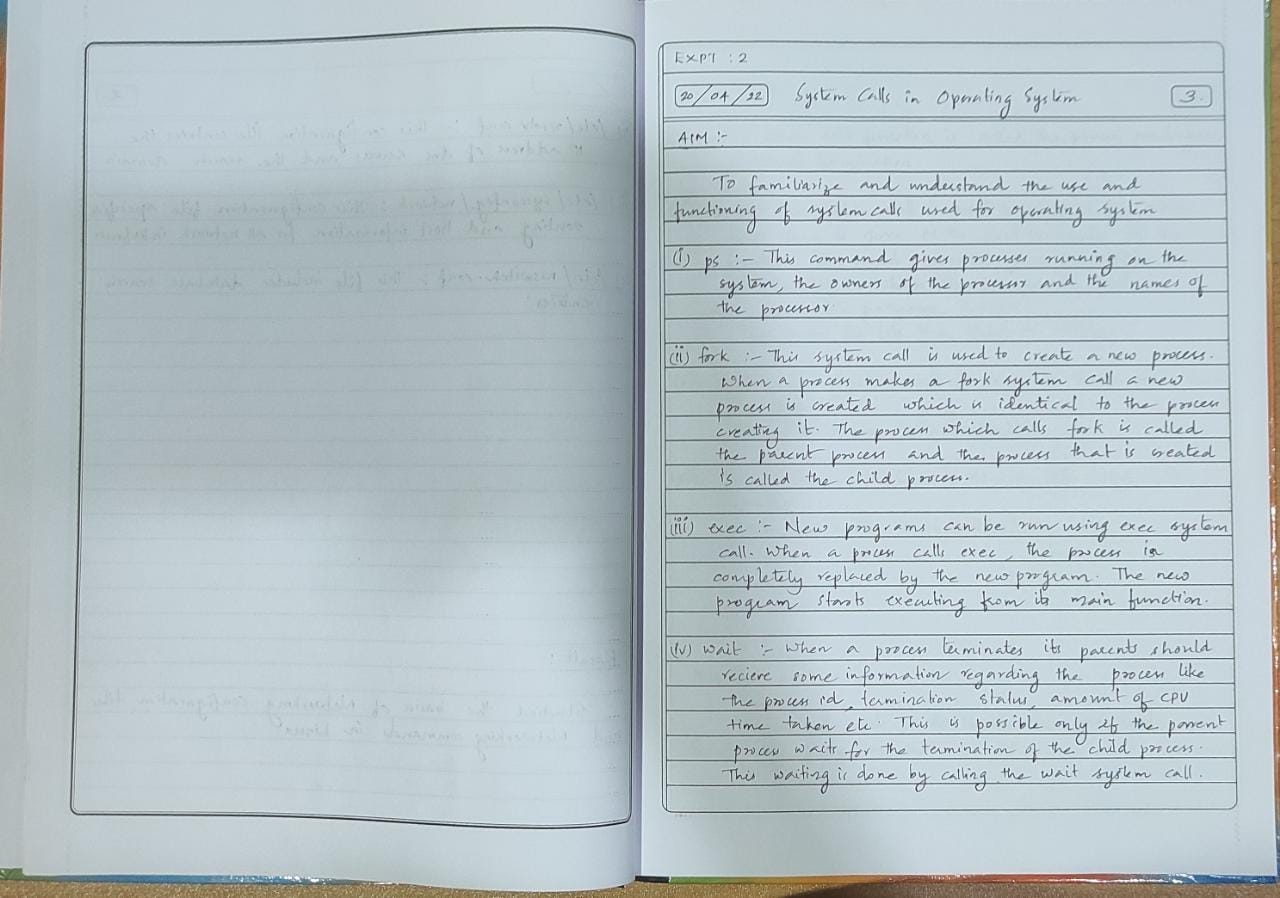 EXPT : 2
20/04/22 System Calls in Operating System 3.
AIM :-
To familiarize and understand the use and
functioning of system calls used for operating system
(i) ps :- This command gives processes running on the
system, the owners of the processor and the names of
the processor
(ii) fork :- This system call is used to create a new process.
When a process makes a fork system call a new
process is created which is identical to the process
creating it. The process which calls fork is called
the parent process and the process that is created
is called the child process.
(iii) exec :- New programs can be run using exec system
call. When a process calls exec, the process is
completely replaced by the new program. The new
program starts executing from its main function.
(iv) wait :- When a process terminates its parents should
recieve some information regarding the process like
the process id, termination status, amount of CPU
time taken etc. This is possible only if the parent
process waits for the termination of the child process.
This waiting is done by calling the wait system call.